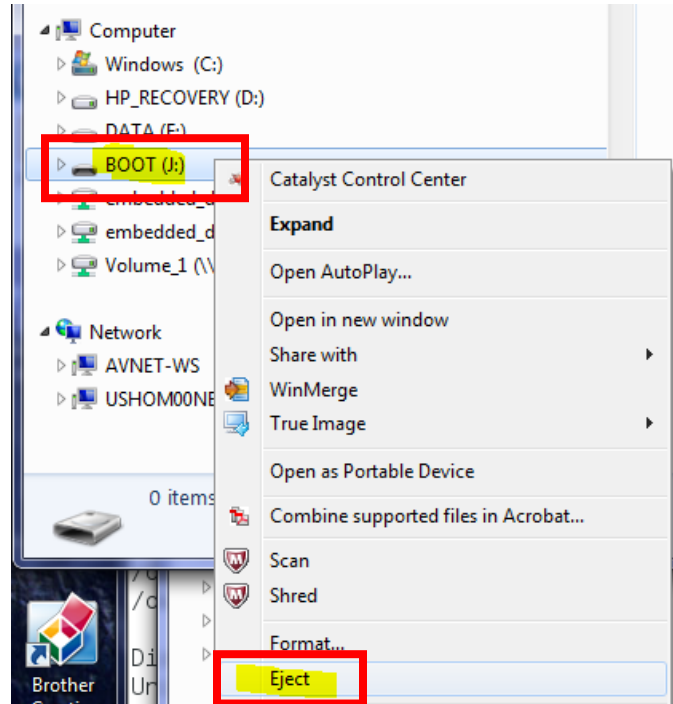 Computer
Windows (C:)
HP_RECOVERY (D:)
DATA (E:)
BOOT (J:)
embedded_d
embedded_d
Volume_1 (\\
Network
AVNET-WS
USHOM00NE
0 items
Catalyst Control Center
Expand
Open AutoPlay...
Open in new window
Share with
WinMerge
True Image
Open as Portable Device
Combine supported files in Acrobat...
Scan
Shred
Format...
Eject
/c
Di
Un
Brother